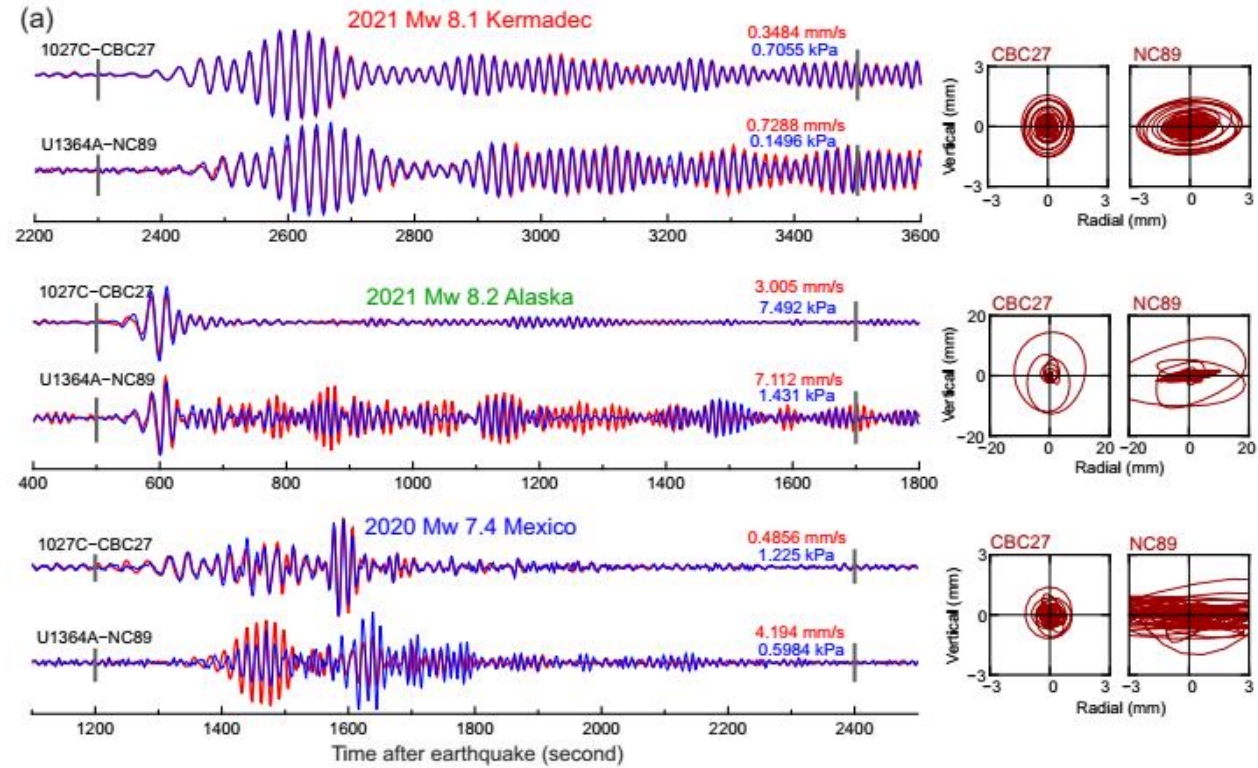 (a)
2021 Mw 8.1 Kermadec
1027C−CBC27
0.3484 mm/s
0.7055 kPa
U1364A−NC89
0.7288 mm/s
0.1496 kPa
2200 2400 2600 2800 3000 3200 3400 3600
CBC27 NC89
Vertical (mm)
3
0
−3
−3 0 3 −3 0 3
Radial (mm)
2021 Mw 8.2 Alaska
1027C−CBC27
3.005 mm/s
7.492 kPa
U1364A−NC89
7.112 mm/s
1.431 kPa
400 600 800 1000 1200 1400 1600 1800
CBC27 NC89
Vertical (mm)
20
0
−20
−20 0 20 −20 0 20
Radial (mm)
2020 Mw 7.4 Mexico
1027C−CBC27
0.4856 mm/s
1.225 kPa
U1364A−NC89
4.194 mm/s
0.5984 kPa
1200 1400 1600 1800 2000 2200 2400
Time after earthquake (second)
CBC27 NC89
Vertical (mm)
3
0
−3
−3 0 3 −3 0 3
Radial (mm)